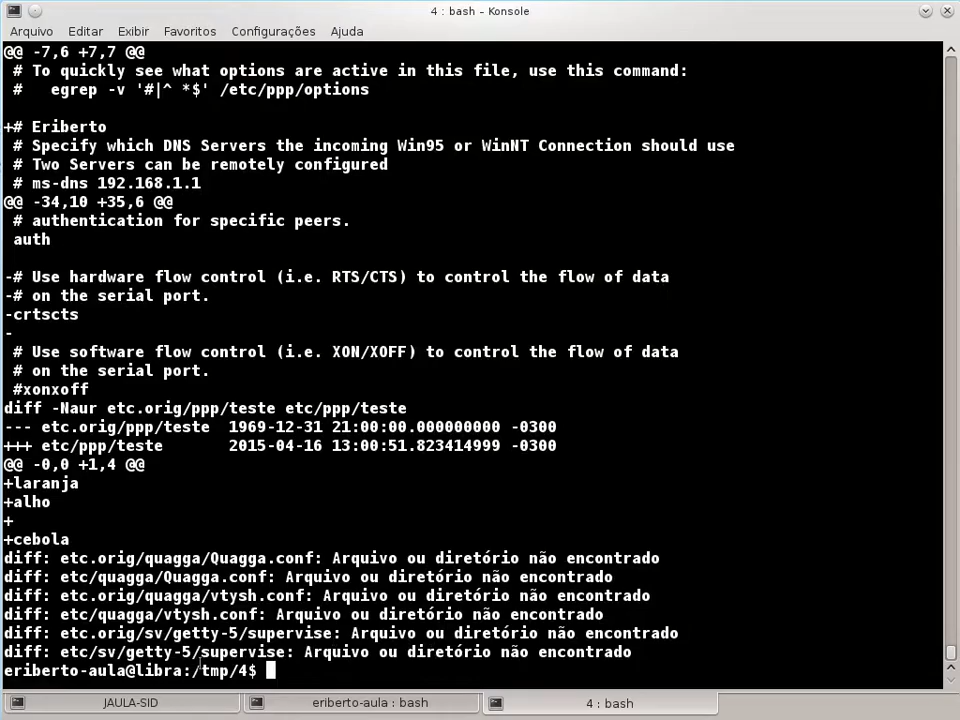 4 : bash – Konsole
Arquivo Editar Exibir Favoritos Configurações Ajuda
@@ -7,6 +7,7 @@
 # To quickly see what options are active in this file, use this command:
 #   egrep -v '#|^ *$' /etc/ppp/options

+# Eriberto
 # Specify which DNS Servers the incoming Win95 or WinNT Connection should use
 # Two Servers can be remotely configured
 # ms-dns 192.168.1.1
@@ -34,10 +35,6 @@
 # authentication for specific peers.
 auth

-# Use hardware flow control (i.e. RTS/CTS) to control the flow of data
-# on the serial port.
-crtscts
-
 # Use software flow control (i.e. XON/XOFF) to control the flow of data
 # on the serial port.
 #xonxoff
diff -Naur etc.orig/ppp/teste etc/ppp/teste
--- etc.orig/ppp/teste  1969-12-31 21:00:00.000000000 -0300
+++ etc/ppp/teste       2015-04-16 13:00:51.823414999 -0300
@@ -0,0 +1,4 @@
+laranja
+alho
+
+cebola
diff: etc.orig/quagga/Quagga.conf: Arquivo ou diretório não encontrado
diff: etc/quagga/Quagga.conf: Arquivo ou diretório não encontrado
diff: etc.orig/quagga/vtysh.conf: Arquivo ou diretório não encontrado
diff: etc/quagga/vtysh.conf: Arquivo ou diretório não encontrado
diff: etc.orig/sv/getty-5/supervise: Arquivo ou diretório não encontrado
diff: etc/sv/getty-5/supervise: Arquivo ou diretório não encontrado
eriberto-aula@libra:/tmp/4$
JAULA-SID eriberto-aula : bash 4 : bash